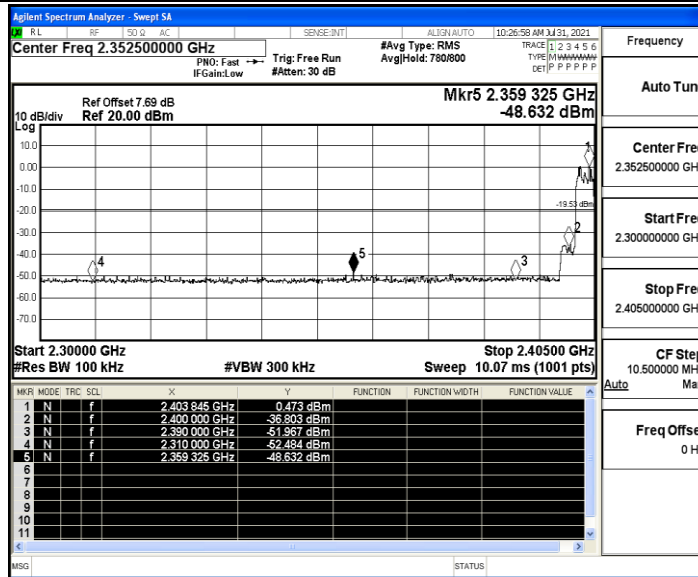 Agilent Spectrum Analyzer - Swept SA
RL RF 50 Ω AC SENSE:INT ALIGN AUTO 10:26:58 AM Jul 31, 2021
Center Freq 2.352500000 GHz #Avg Type: RMS TRACE 1 2 3 4 5 6
PNO: Fast Trig: Free Run Avg|Hold: 780/800 TYPE M
IFGain:Low #Atten: 30 dB DET P P P P P P
Mkr5 2.359 325 GHz
-48.632 dBm
Ref Offset 7.69 dB
10 dB/div Ref 20.00 dBm
Log
10.0
0.00
-10.0
-20.0
-30.0
-40.0
-50.0
-60.0
-70.0
1
-19.53 dBm
2
3
4
5
Start 2.30000 GHz Stop 2.40500 GHz
#Res BW 100 kHz #VBW 300 kHz Sweep 10.07 ms (1001 pts)
MKR MODE TRC SCL X Y FUNCTION FUNCTION WIDTH FUNCTION VALUE
1 N f 2.403 845 GHz 0.473 dBm
2 N f 2.400 000 GHz -36.803 dBm
3 N f 2.390 000 GHz -51.967 dBm
4 N f 2.310 000 GHz -52.484 dBm
5 N f 2.359 325 GHz -48.632 dBm
6
7
8
9
10
11
MSG STATUS
Frequency
Auto Tun
Center Fre
2.352500000 GH
Start Fre
2.300000000 GH
Stop Fre
2.405000000 GH
CF Step
10.500000 MH
Auto Ma
Freq Offse
0 H